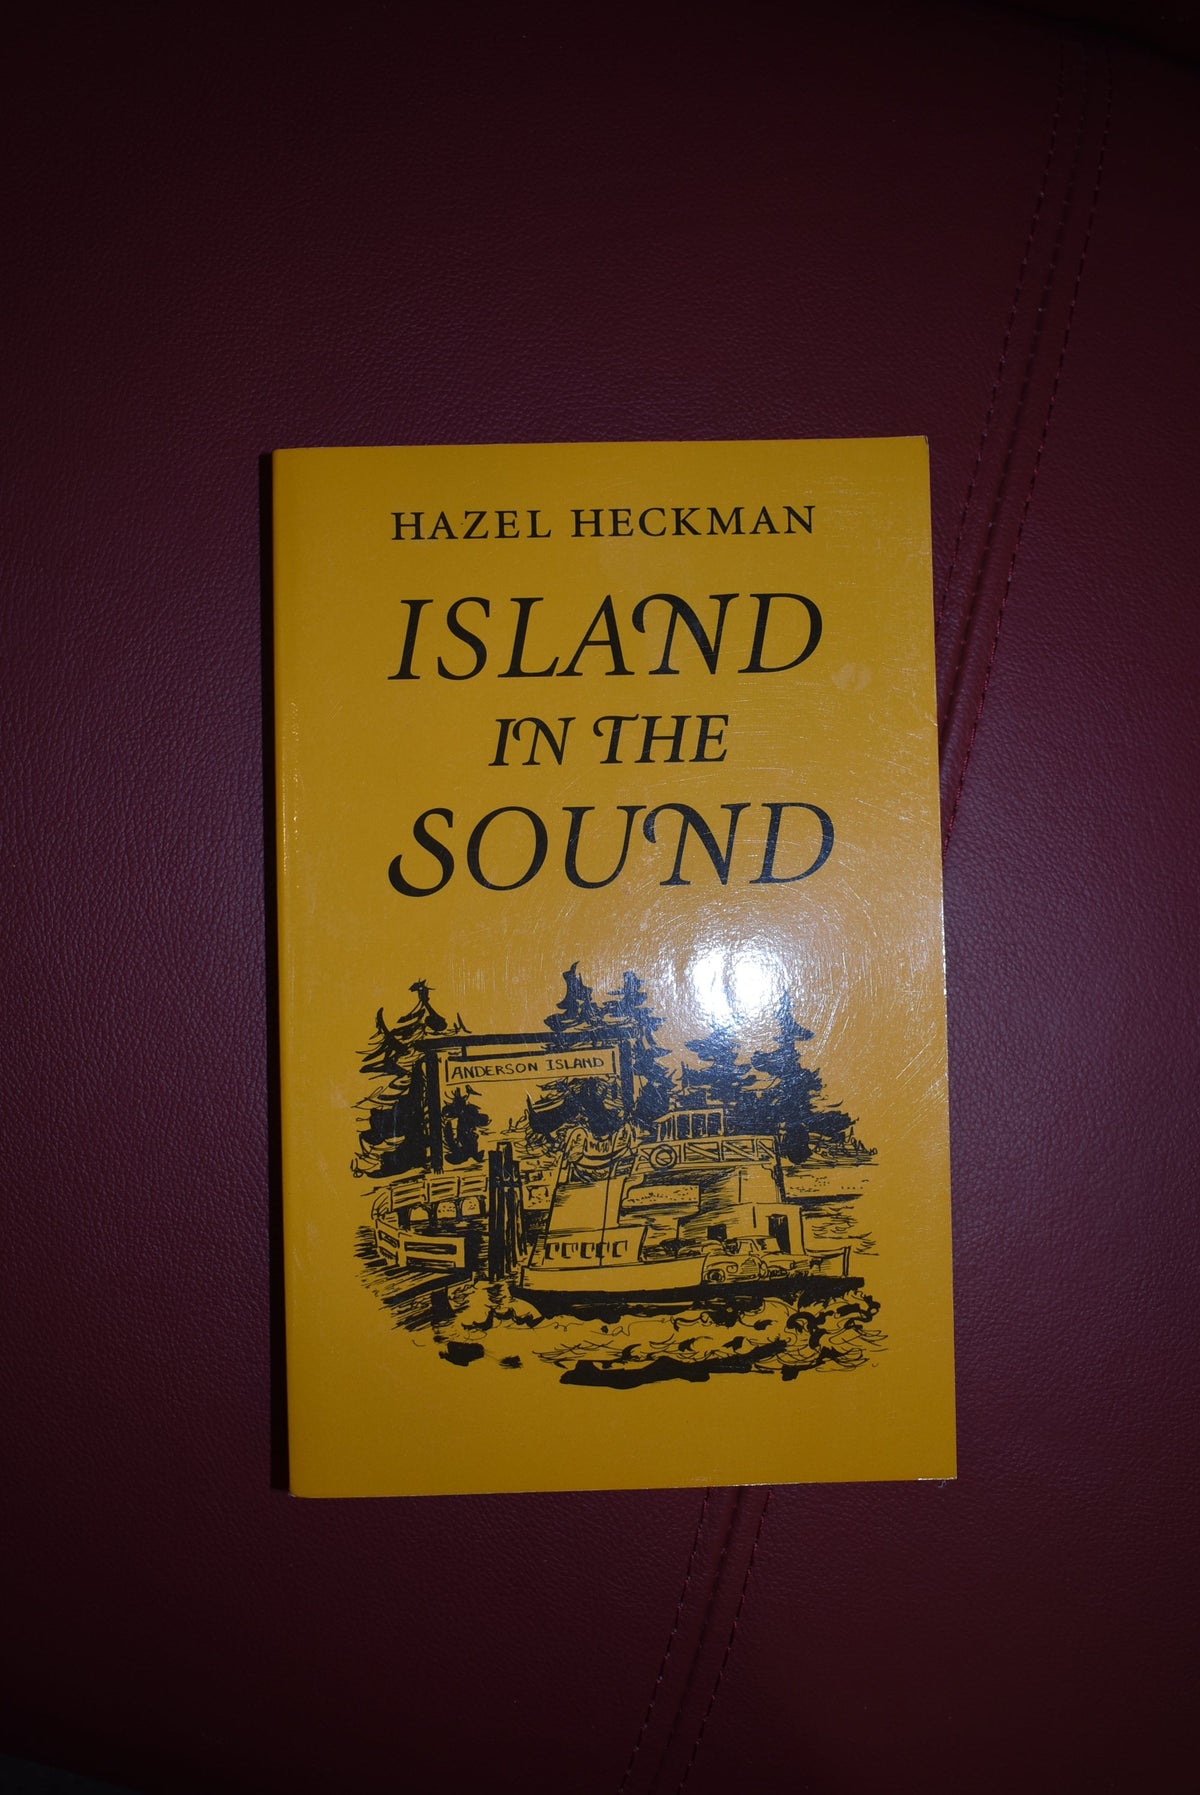 HAZEL HECKMAN
ISLAND
IN THE
SOUND
ANDERSON ISLAND